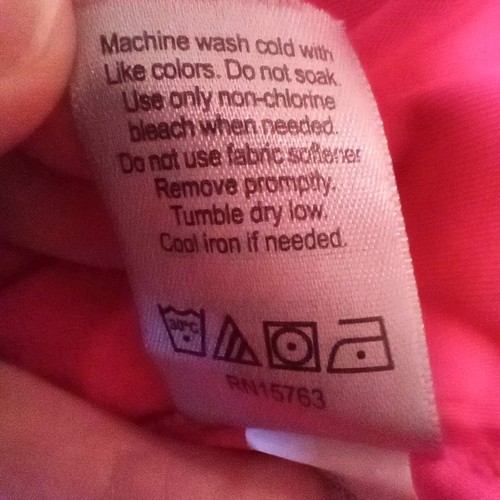 Machine wash cold with
Like colors. Do not soak.
Use only non-chlorine
bleach when needed.
Do not use fabric softener
Remove promptly.
Tumble dry low.
Cool iron if needed.
30°C
RN15763